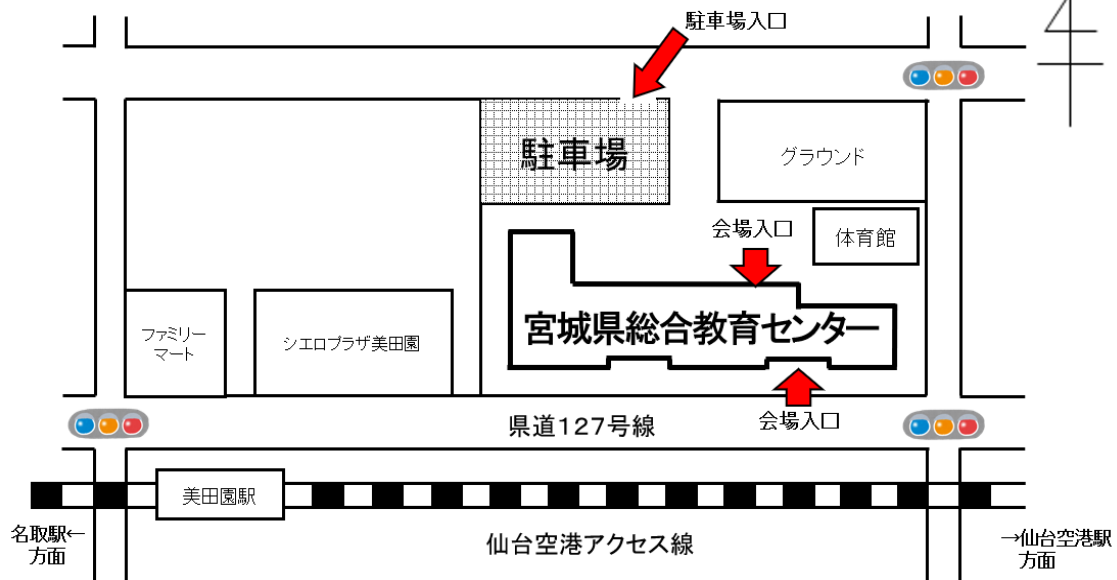 駐車場入口
駐車場
グラウンド
会場入口
体育館
宮城県総合教育センター
ファミリー
マート
シエロプラザ美田園
会場入口
県道127号線
美田園駅
名取駅←
方面
仙台空港アクセス線
→仙台空港駅
方面